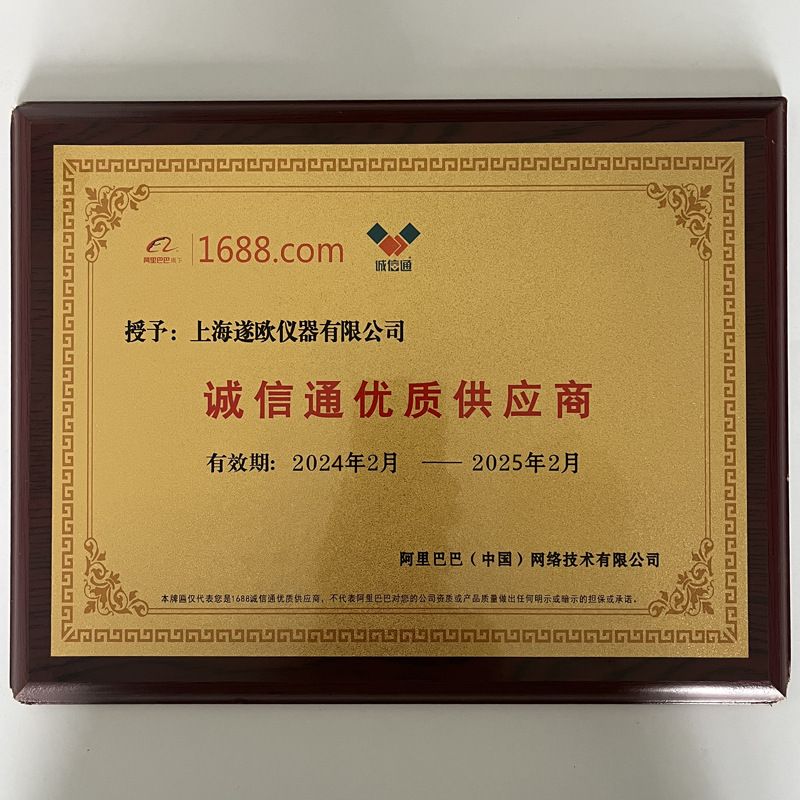 阿里巴巴旗下 1688.com 诚信通
授予：上海遂欧仪器有限公司
诚信通优质供应商
有效期：2024年2月 —— 2025年2月
阿里巴巴（中国）网络技术有限公司
本牌匾仅代表您是1688诚信通优质供应商，不代表阿里巴巴对您的公司资质或产品质量做出任何明示或暗示的担保或承诺。